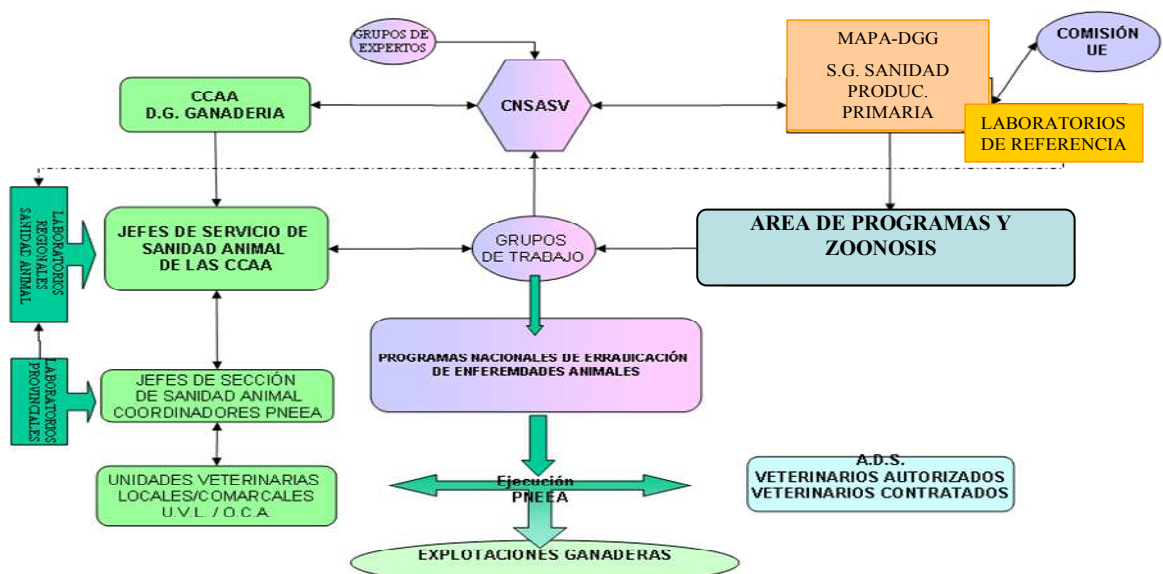 GRUPOS DE
EXPERTOS
MAPA-DGG
S.G. SANIDAD
PRODUC.
PRIMARIA
COMISIÓN
UE
CCAA
D.G. GANADERIA
CNSASV
LABORATORIOS
DE REFERENCIA
LABORATORIOS
REGIONALES
SANIDAD ANIMAL
JEFES DE SERVICIO DE
SANIDAD ANIMAL
DE LAS CCAA
GRUPOS
DE TRABAJO
AREA DE PROGRAMAS Y
ZOONOSIS
PROGRAMAS NACIONALES DE ERRADICACIÓN
DE ENFEREMDADES ANIMALES
LABORATORIOS
PROVINCIALES
JEFES DE SECCIÓN
DE SANIDAD ANIMAL
COORDINADORES PNEEA
UNIDADES VETERINARIAS
LOCALES/COMARCALES
U.V.L. / O.C.A.
Ejecución
PNEEA
A.D.S.
VETERINARIOS AUTORIZADOS
VETERINARIOS CONTRATADOS
EXPLOTACIONES GANADERAS